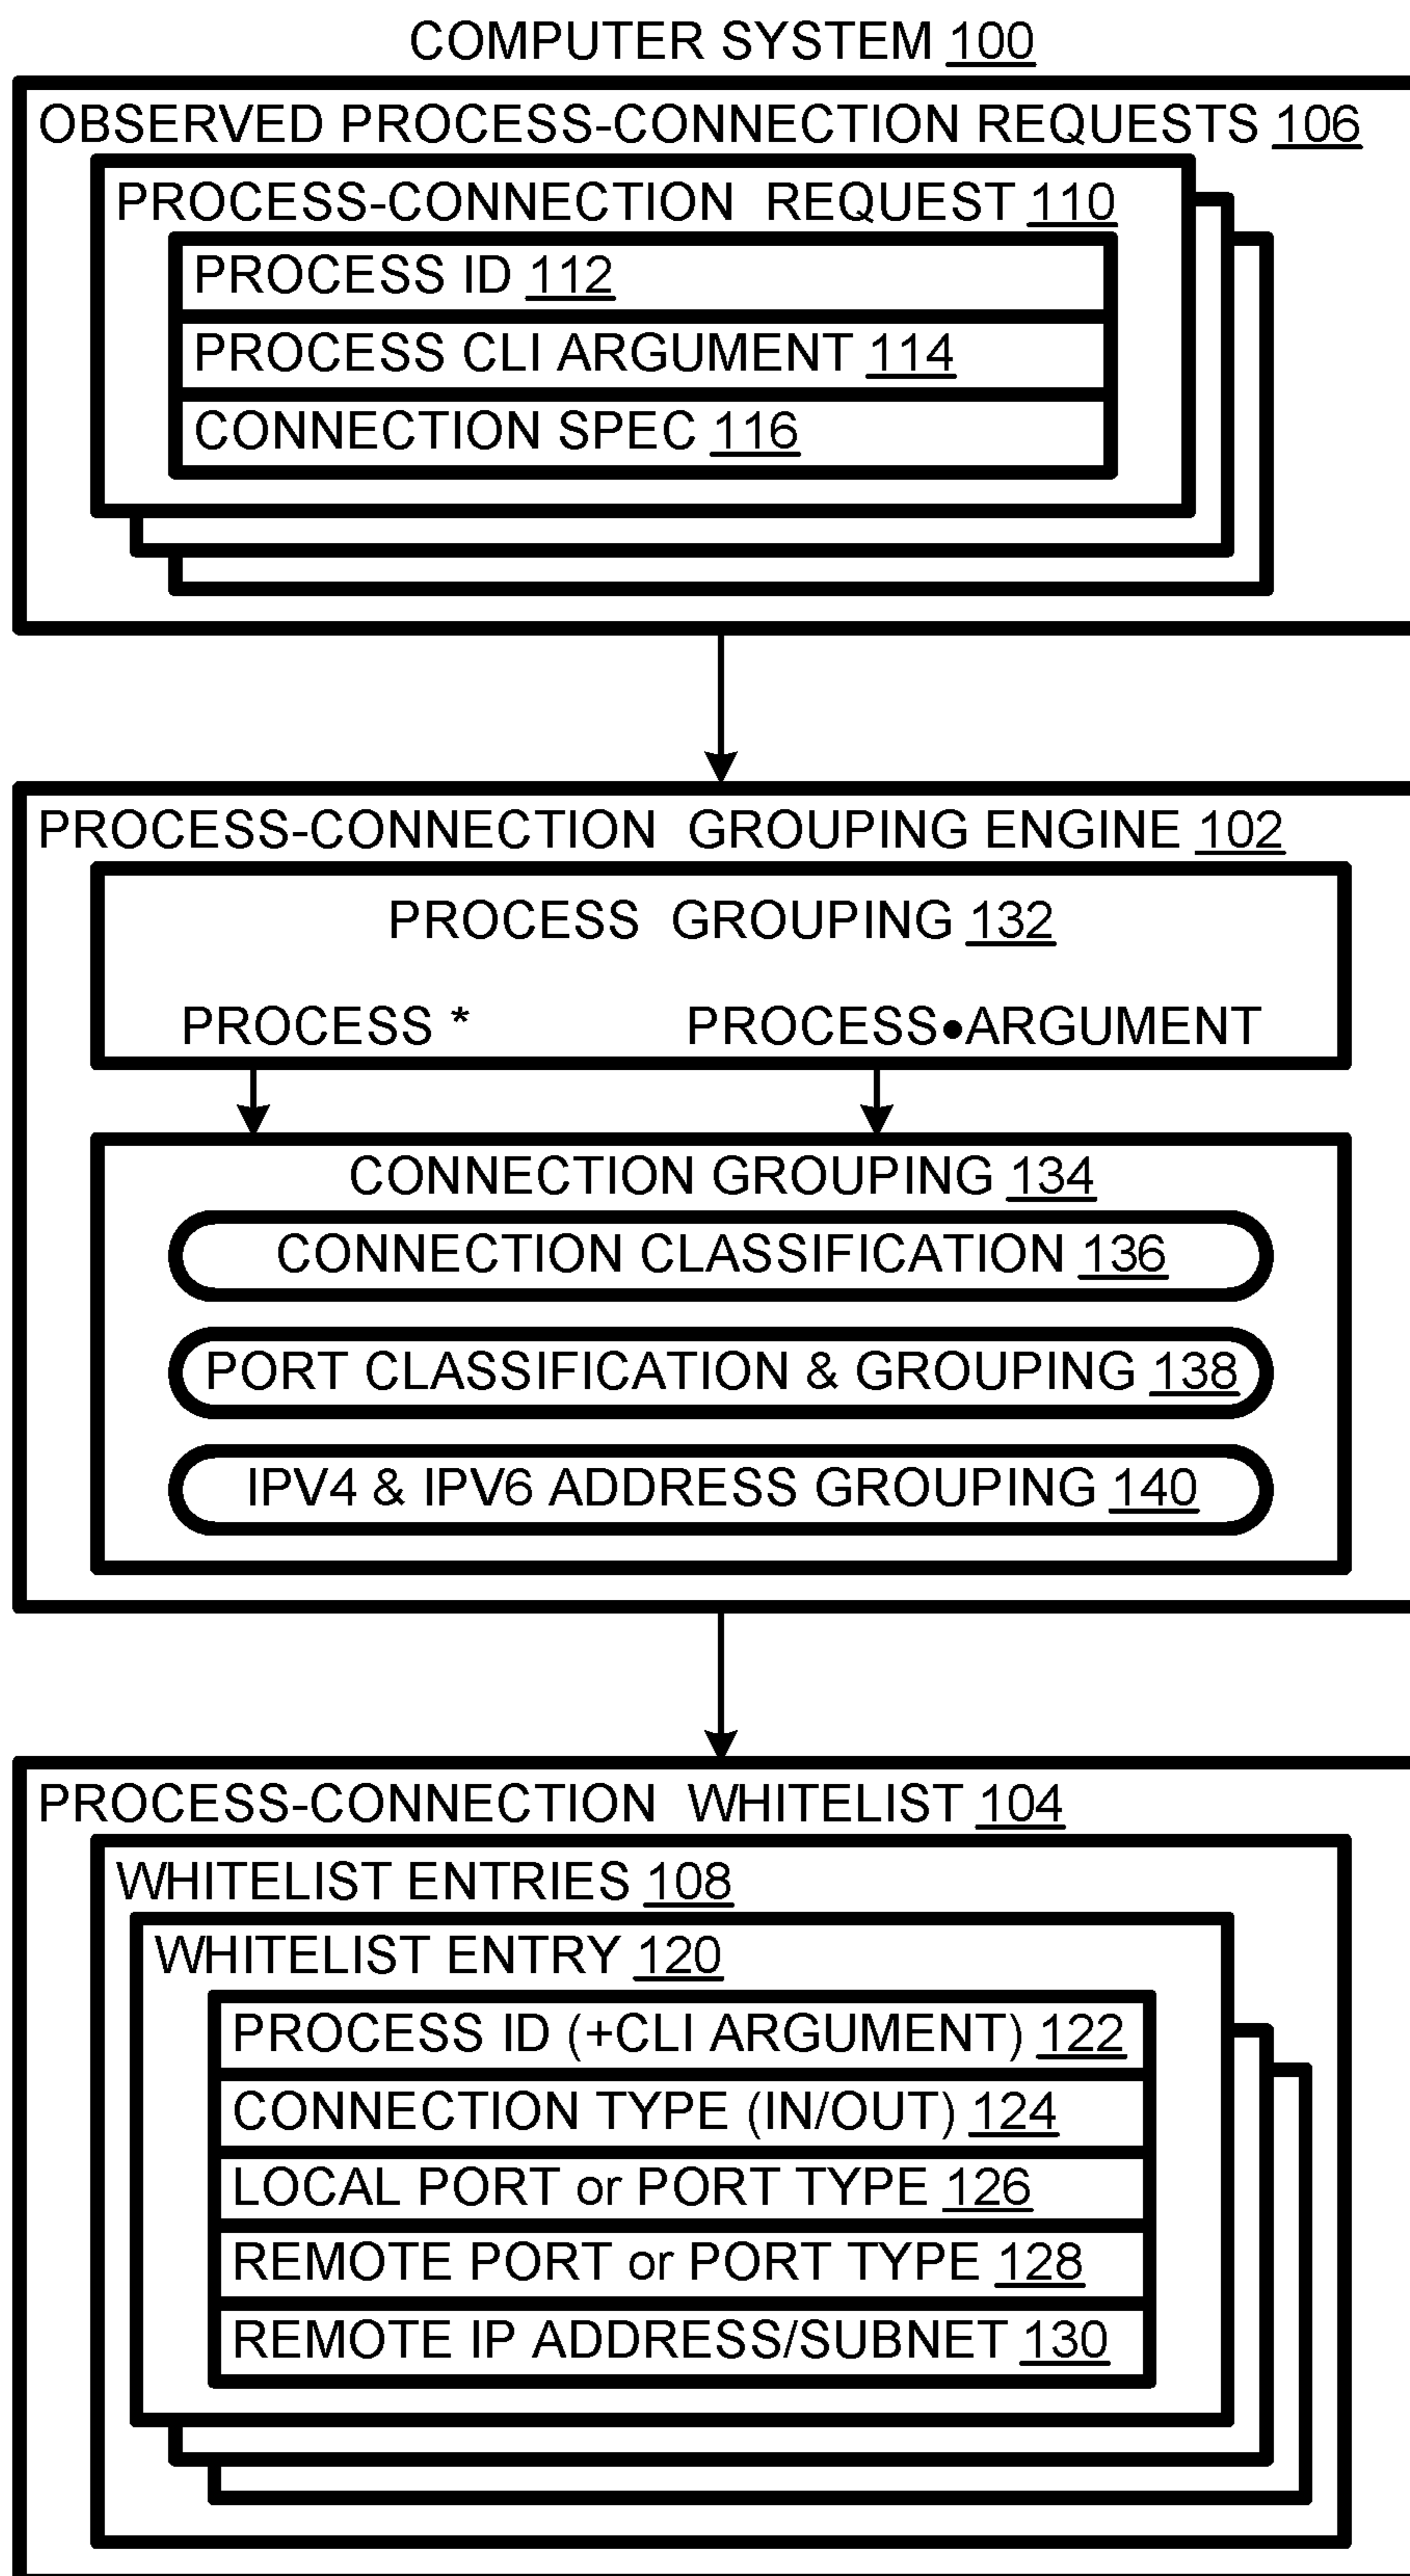 COMPUTER SYSTEM 100
OBSERVED PROCESS-CONNECTION REQUESTS 106
PROCESS-CONNECTION REQUEST 110
PROCESS ID 112
PROCESS CLI ARGUMENT 114
CONNECTION SPEC 116
PROCESS-CONNECTION GROUPING ENGINE 102
PROCESS GROUPING 132
PROCESS * PROCESS•ARGUMENT
CONNECTION GROUPING 134
CONNECTION CLASSIFICATION 136
PORT CLASSIFICATION & GROUPING 138
IPV4 & IPV6 ADDRESS GROUPING 140
PROCESS-CONNECTION WHITELIST 104
WHITELIST ENTRIES 108
WHITELIST ENTRY 120
PROCESS ID (+CLI ARGUMENT) 122
CONNECTION TYPE (IN/OUT) 124
LOCAL PORT or PORT TYPE 126
REMOTE PORT or PORT TYPE 128
REMOTE IP ADDRESS/SUBNET 130